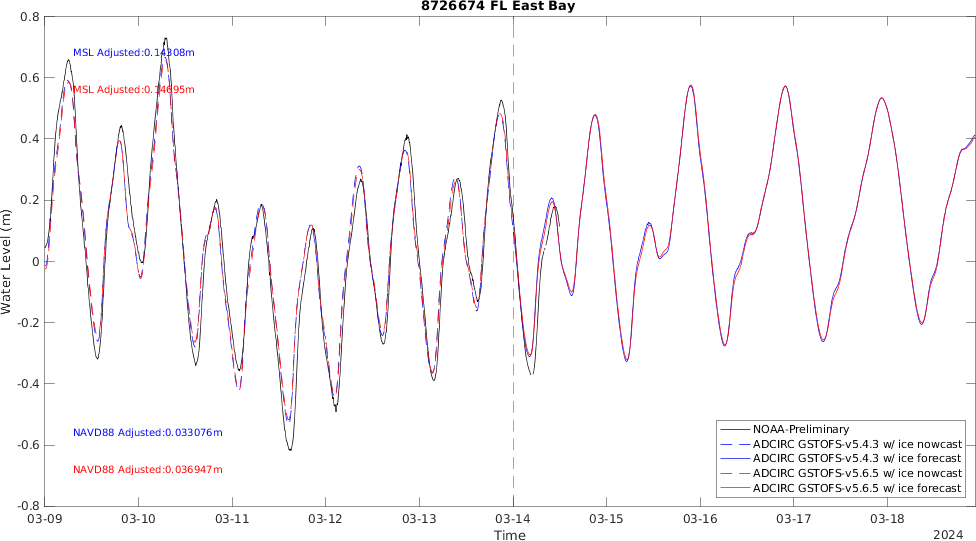 8726674 FL East Bay
0.8
0.6
0.4
0.2
0
-0.2
-0.4
-0.6
-0.8
Water Level (m)
MSL Adjusted:0.14308m
MSL Adjusted:0.14695m
NAVD88 Adjusted:0.033076m
NAVD88 Adjusted:0.036947m
NOAA-Preliminary
ADCIRC GSTOFS-v5.4.3 w/ ice nowcast
ADCIRC GSTOFS-v5.4.3 w/ ice forecast
ADCIRC GSTOFS-v5.6.5 w/ ice nowcast
ADCIRC GSTOFS-v5.6.5 w/ ice forecast
03-09 03-10 03-11 03-12 03-13 03-14 03-15 03-16 03-17 03-18
Time
2024